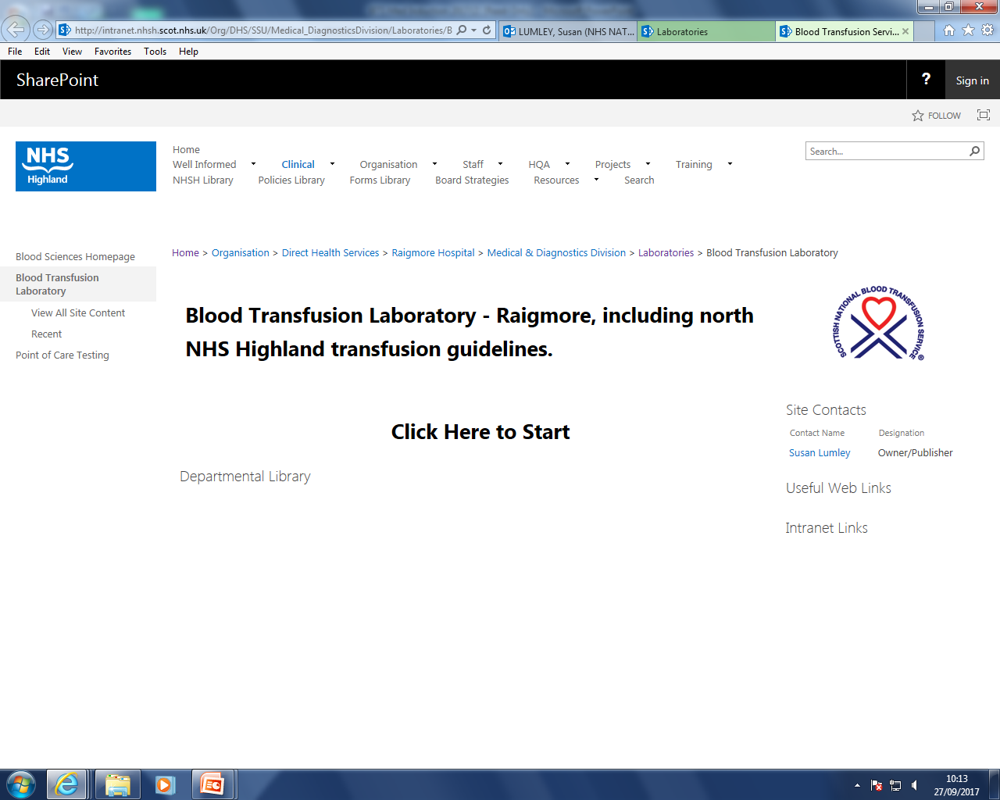 http://intranet.nhsh.scot.nhs.uk/Org/DHS/SSU/Medical_DiagnosticsDivision/Laboratories/B
LUMLEY, Susan (NHS NAT...
Laboratories
Blood Transfusion Servi...
File Edit View Favorites Tools Help
SharePoint
? Sign in
FOLLOW
NHS
Highland
Home
Well Informed Clinical Organisation Staff HQA Projects Training
NHSH Library Policies Library Forms Library Board Strategies Resources Search
Search...
Blood Sciences Homepage
Blood Transfusion
Laboratory
View All Site Content
Recent
Point of Care Testing
Home > Organisation > Direct Health Services > Raigmore Hospital > Medical & Diagnostics Division > Laboratories > Blood Transfusion Laboratory
Blood Transfusion Laboratory - Raigmore, including north
NHS Highland transfusion guidelines.
SCOTTISH NATIONAL BLOOD TRANSFUSION SERVICE ®
Click Here to Start
Departmental Library
Site Contacts
Contact Name Designation
Susan Lumley Owner/Publisher
Useful Web Links
Intranet Links
10:13
27/09/2017